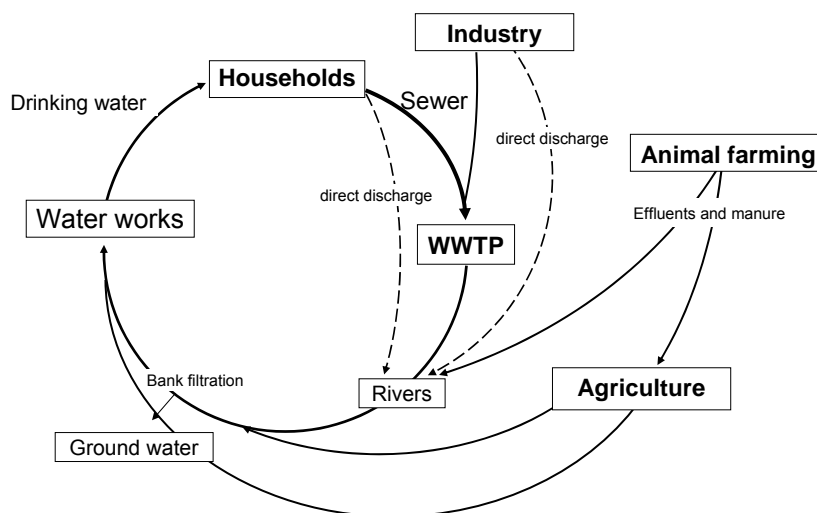 Industry
Households
Drinking water
Sewer
direct discharge
Animal farming
direct discharge
Effluents and manure
Water works
WWTP
Bank filtration
Rivers
Agriculture
Ground water